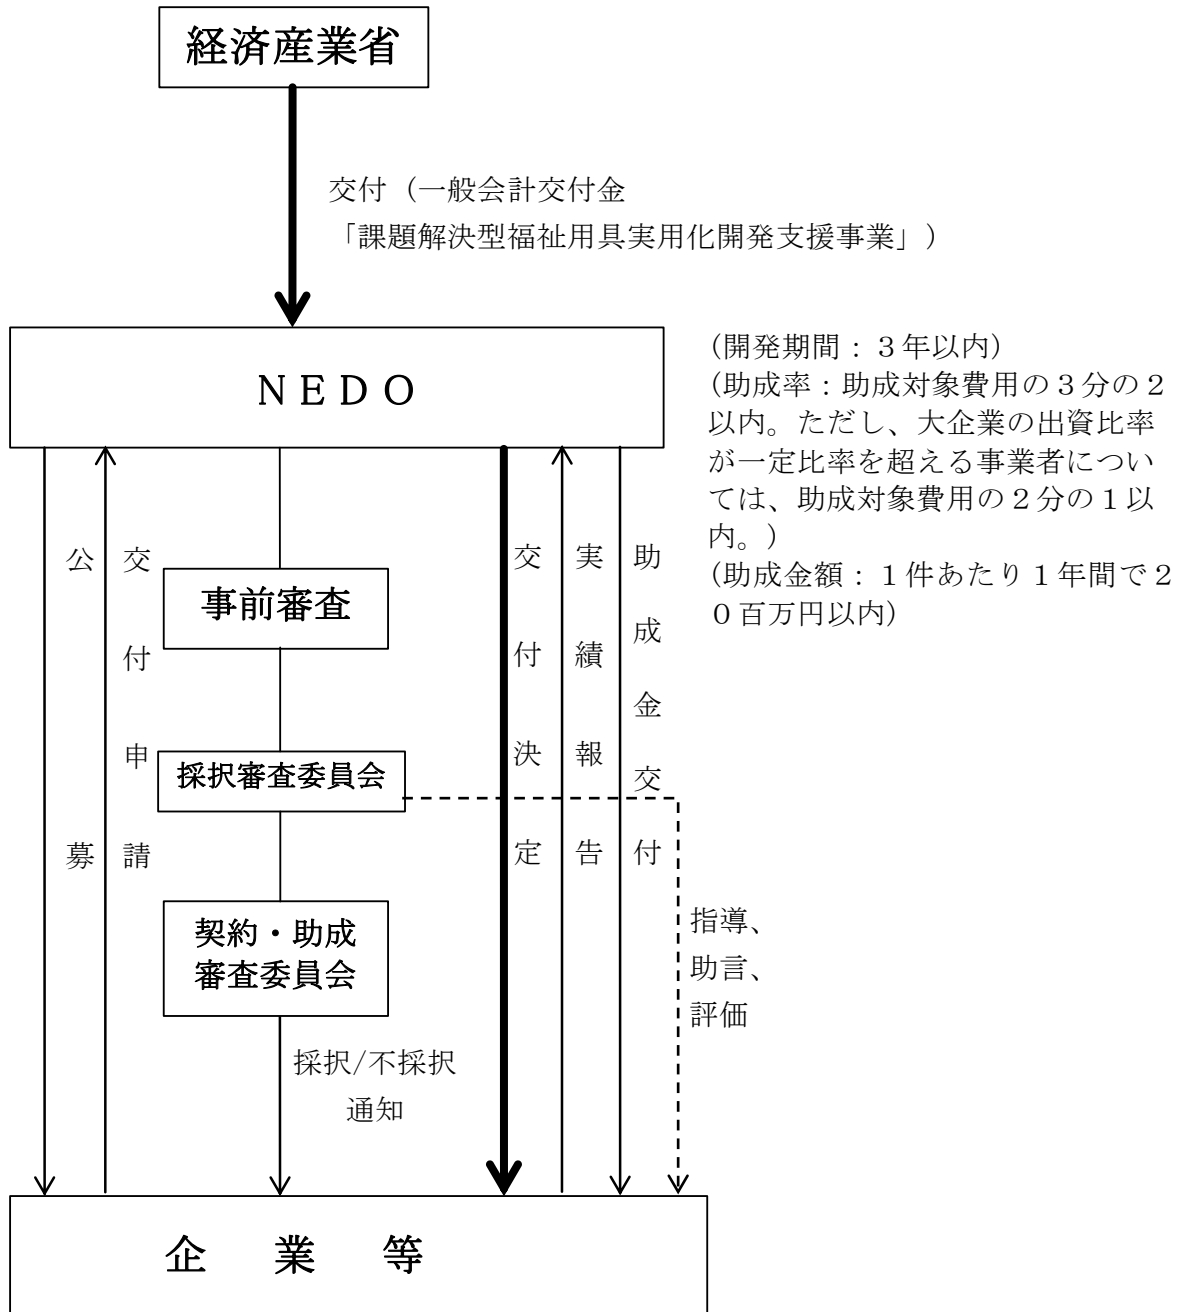 経済産業省
交付（一般会計交付金
「課題解決型福祉用具実用化開発支援事業」）
ＮＥＤＯ
(開発期間：３年以内)
(助成率：助成対象費用の３分の２
以内。ただし、大企業の出資比率
が一定比率を超える事業者につい
ては、助成対象費用の２分の１以
内。)
(助成金額：１件あたり１年間で２
０百万円以内)
公募
交付申請
事前審査
採択審査委員会
契約・助成
審査委員会
採択/不採択
通知
交付決定
実績報告
助成金交付
指導、
助言、
評価
企業等